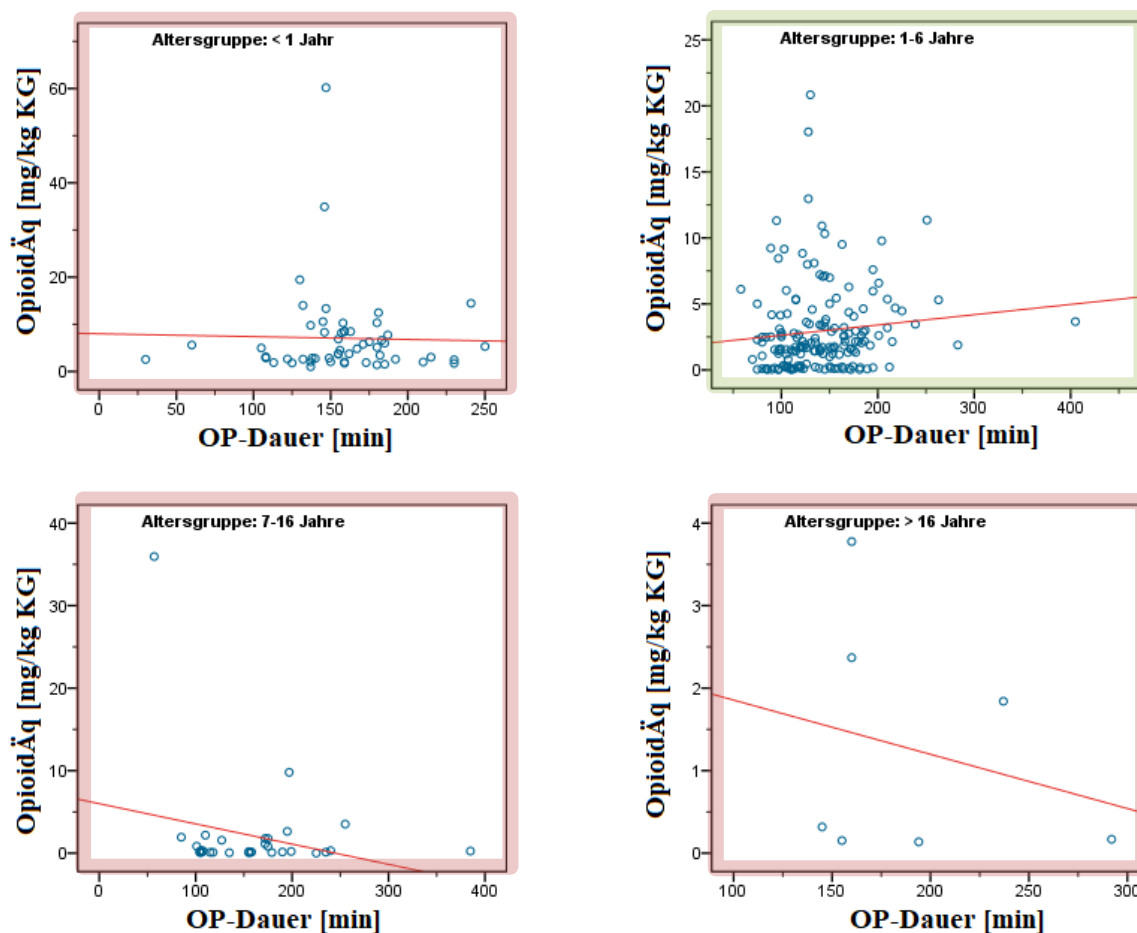 Altersgruppe: < 1 Jahr
OpioidÄq [mg/kg KG]
60
40
20
0
0 50 100 150 200 250
OP-Dauer [min]
Altersgruppe: 1-6 Jahre
OpioidÄq [mg/kg KG]
25
20
15
10
5
0
100 200 300 400
OP-Dauer [min]
Altersgruppe: 7-16 Jahre
OpioidÄq [mg/kg KG]
40
30
20
10
0
0 100 200 300 400
OP-Dauer [min]
Altersgruppe: > 16 Jahre
OpioidÄq [mg/kg KG]
4
3
2
1
0
100 150 200 250 300
OP-Dauer [min]